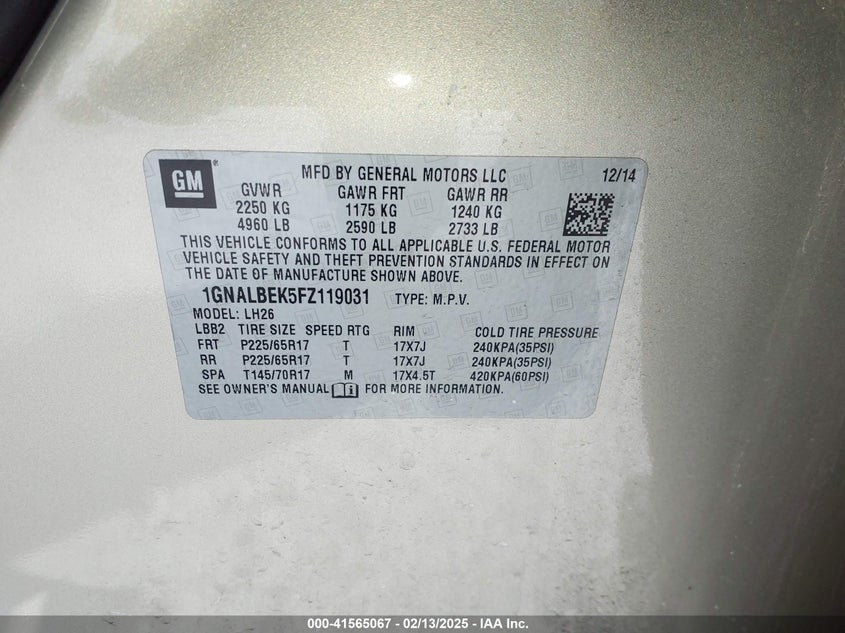 GM
MFD BY GENERAL MOTORS LLC 12/14
GVWR GAWR FRT GAWR RR
2250 KG 1175 KG 1240 KG
4960 LB 2590 LB 2733 LB
THIS VEHICLE CONFORMS TO ALL APPLICABLE U.S. FEDERAL MOTOR
VEHICLE SAFETY AND THEFT PREVENTION STANDARDS IN EFFECT ON
THE DATE OF MANUFACTURE SHOWN ABOVE.
1GNALBEK5FZ119031 TYPE: M.P.V.
MODEL: LH26
LBB2 TIRE SIZE SPEED RTG RIM COLD TIRE PRESSURE
FRT P225/65R17 T 17X7J 240KPA(35PSI)
RR P225/65R17 T 17X7J 240KPA(35PSI)
SPA T145/70R17 M 17X4.5T 420KPA(60PSI)
SEE OWNER'S MANUAL FOR MORE INFORMATION.
000-41565067 - 02/13/2025 - IAA Inc.